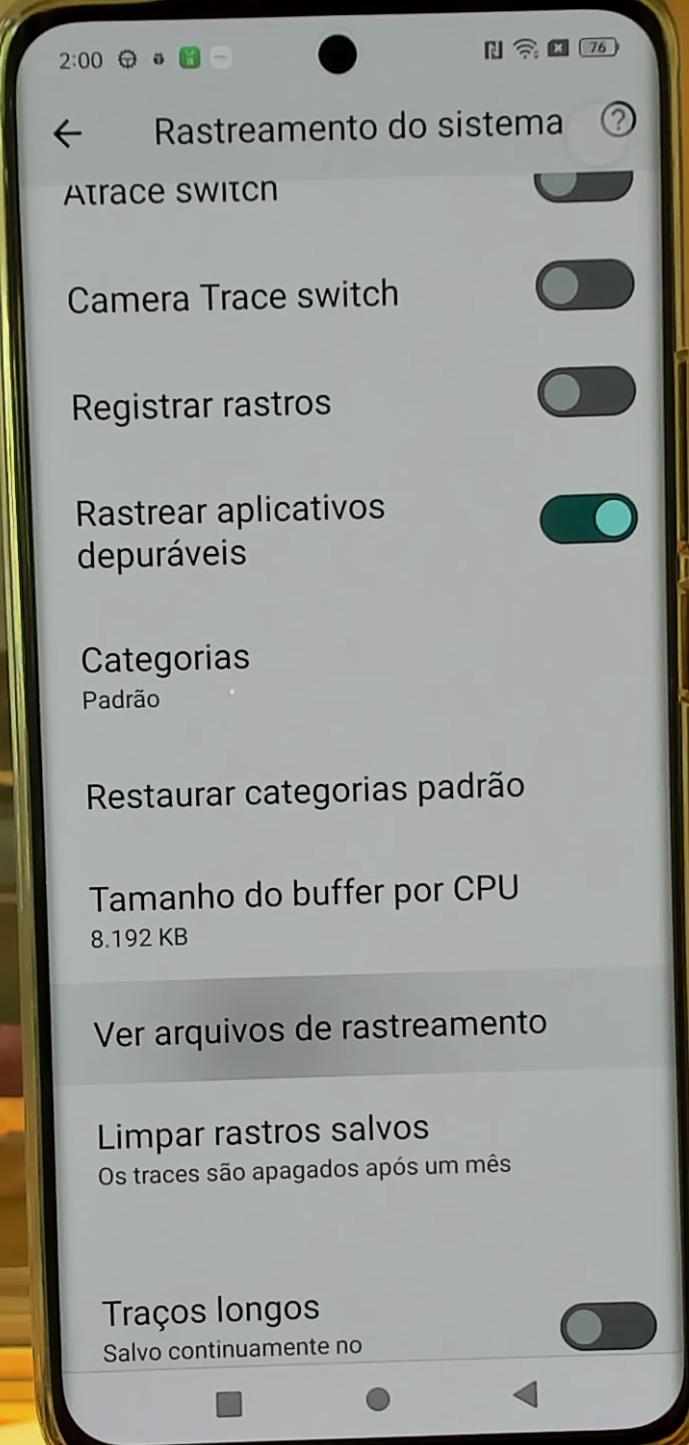 2:00
76
Rastreamento do sistema
Atrace switch
Camera Trace switch
Registrar rastros
Rastrear aplicativos
depuráveis
Categorias
Padrão
Restaurar categorias padrão
Tamanho do buffer por CPU
8.192 KB
Ver arquivos de rastreamento
Limpar rastros salvos
Os traces são apagados após um mês
Traços longos
Salvo continuamente no